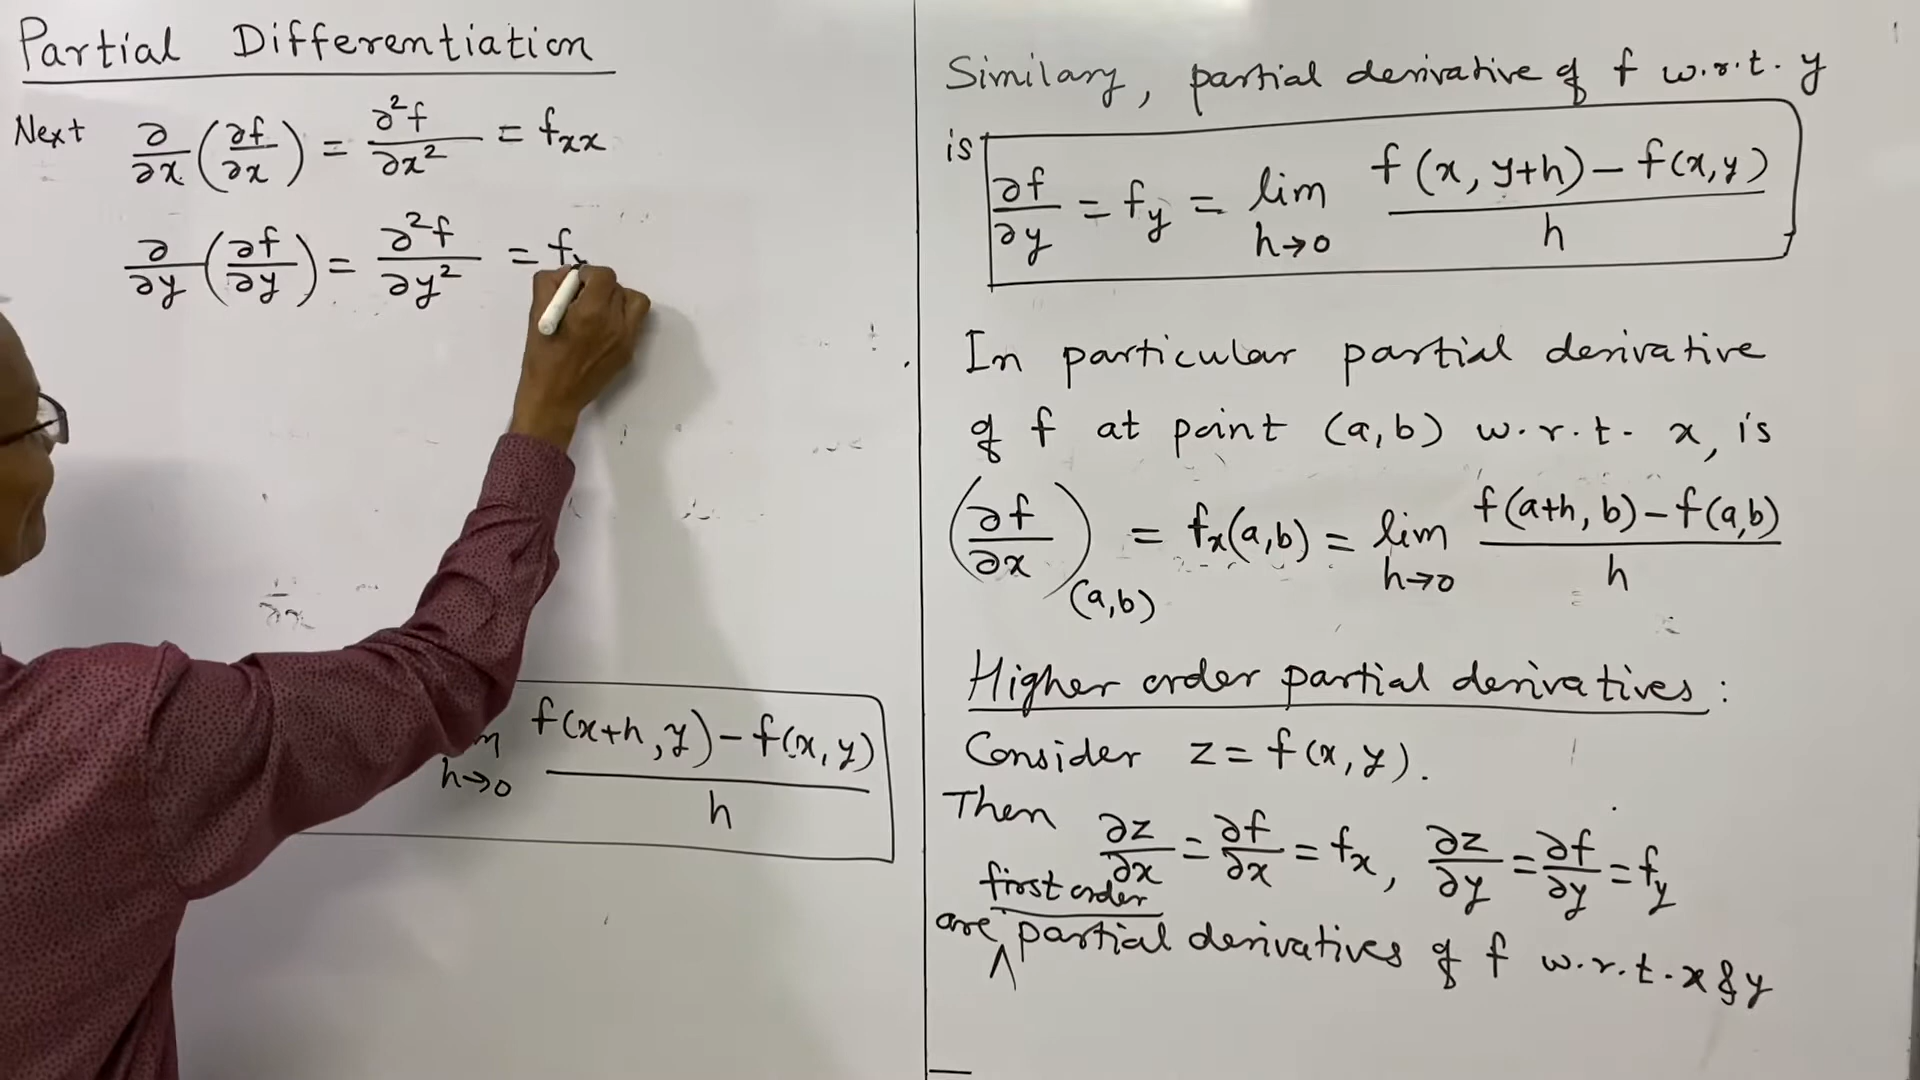 Partial Differentiation
Next ∂/∂x (∂f/∂x) = ∂²f/∂x² = fxx
∂/∂y (∂f/∂y) = ∂²f/∂y² = f
h→0 f(x+h, y) - f(x, y) / h
Similary, partial derivative of f w.r.t. y
is ∂f/∂y = fy = lim h→0 f(x, y+h) - f(x, y) / h
In particular partial derivative
of f at point (a,b) w.r.t. x, is
(∂f/∂x)(a,b) = fx(a,b) = lim h→0 f(a+h, b) - f(a,b) / h
Higher order partial derivatives :
Consider z = f(x, y).
Then ∂z/∂x = ∂f/∂x = fx, ∂z/∂y = ∂f/∂y = fy
first order
are ∧ partial derivatives of f w.r.t. x & y